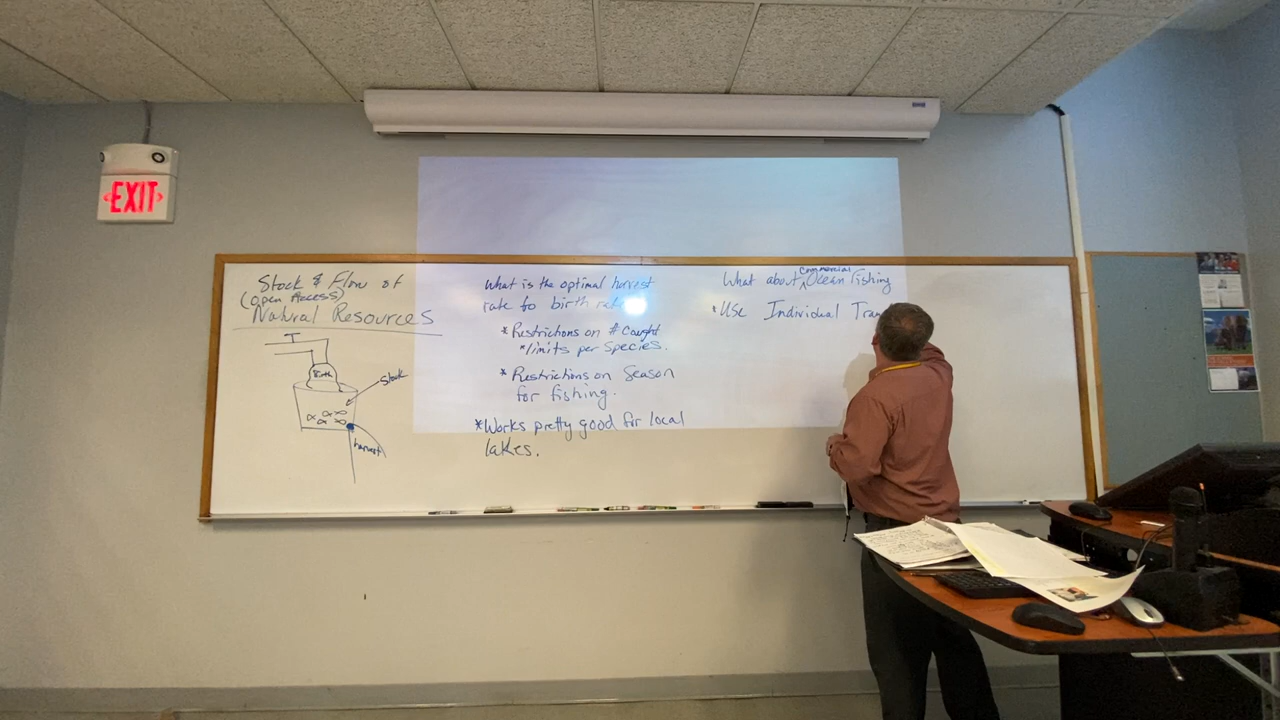 EXIT
Stock & Flow of
(Open Access)
Natural Resources
Birth
Stock
harvest
What is the optimal harvest
rate to birth rate
*Restrictions on # Caught
*limits per Species.
*Restrictions on Season
for fishing.
*Works pretty good for local
lakes.
commercial
What about ^ Ocean Fishing
*Use Individual Tran